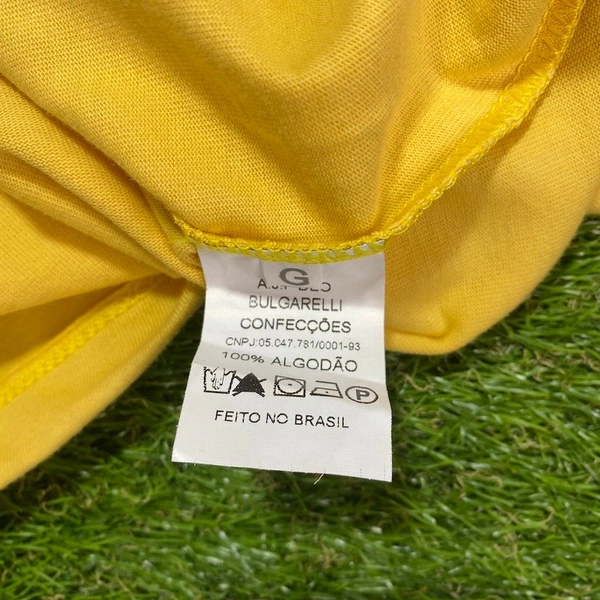 G
BULGARELLI
CONFECÇÕES
CNPJ:05.047.781/0001-93
100% ALGODÃO
P
FEITO NO BRASIL